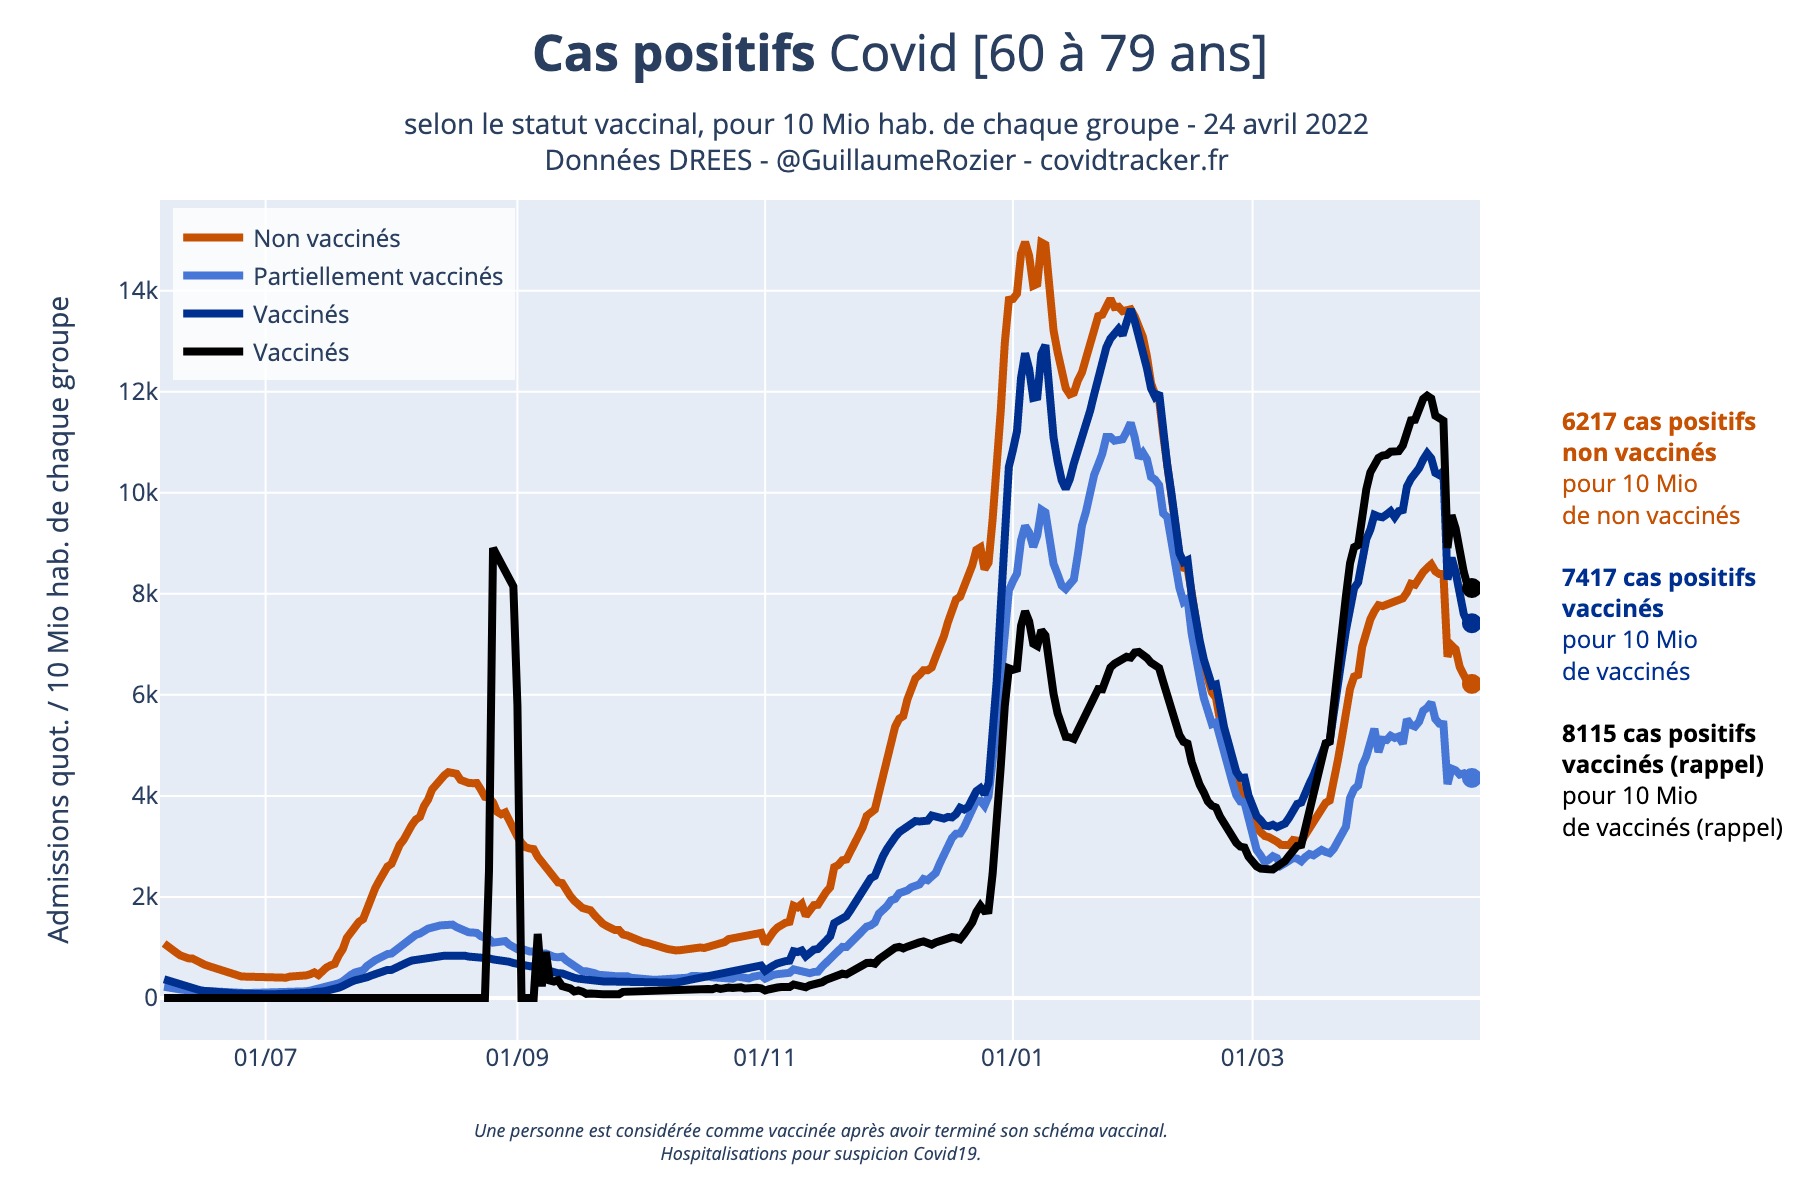 Cas positifs Covid [60 à 79 ans]
selon le statut vaccinal, pour 10 Mio hab. de chaque groupe - 24 avril 2022
Données DREES - @GuillaumeRozier - covidtracker.fr
Non vaccinés
Partiellement vaccinés
Vaccinés
Vaccinés
Admissions quot. / 10 Mio hab. de chaque groupe
14k
12k
10k
8k
6k
4k
2k
0
01/07
01/09
01/11
01/01
01/03
6217 cas positifs
non vaccinés
pour 10 Mio
de non vaccinés
7417 cas positifs
vaccinés
pour 10 Mio
de vaccinés
8115 cas positifs
vaccinés (rappel)
pour 10 Mio
de vaccinés (rappel)
Une personne est considérée comme vaccinée après avoir terminé son schéma vaccinal.
Hospitalisations pour suspicion Covid19.